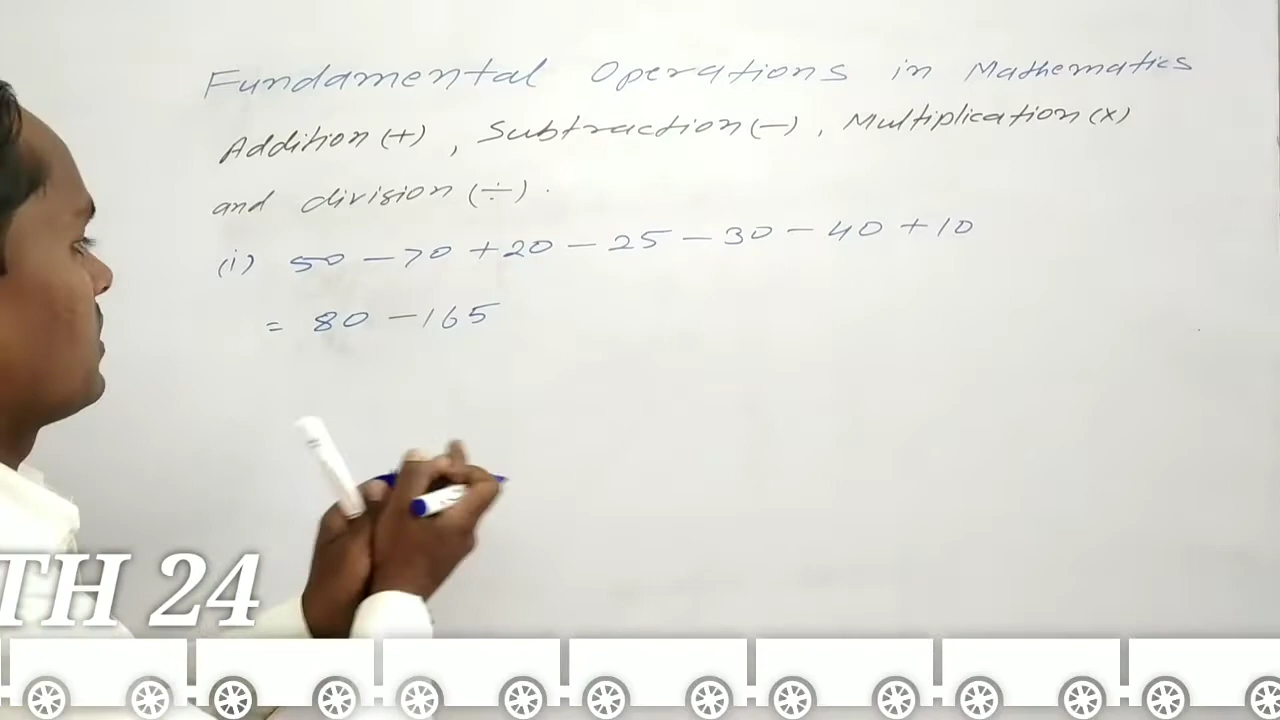 Fundamental Operations in Mathematics
Addition (+), Subtraction (−), Multiplication (×)
and division (÷).
(i) 50 − 70 + 20 − 25 − 30 − 40 + 10
= 80 − 165
TH 24